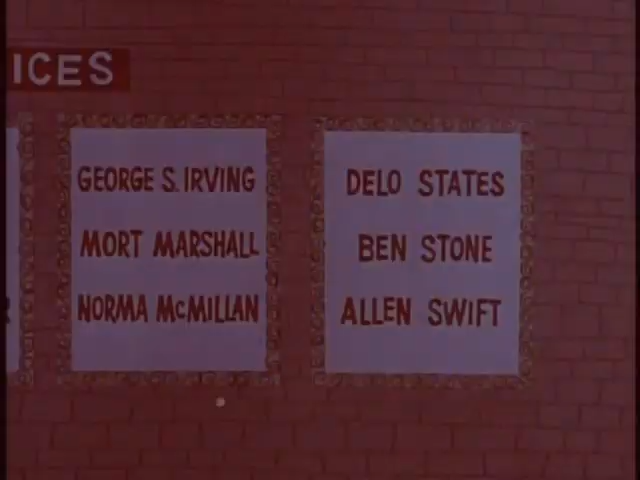 ICES
GEORGE S. IRVING
MORT MARSHALL
NORMA McMILLAN
DELO STATES
BEN STONE
ALLEN SWIFT